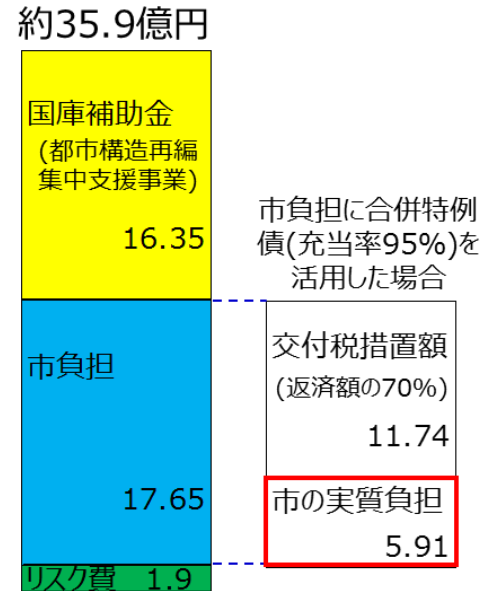 約35.9億円
国庫補助金
(都市構造再編
集中支援事業)
16.35
市負担
17.65
リスク費 1.9
市負担に合併特例
債(充当率95%)を
活用した場合
交付税措置額
(返済額の70%)
11.74
市の実質負担
5.91